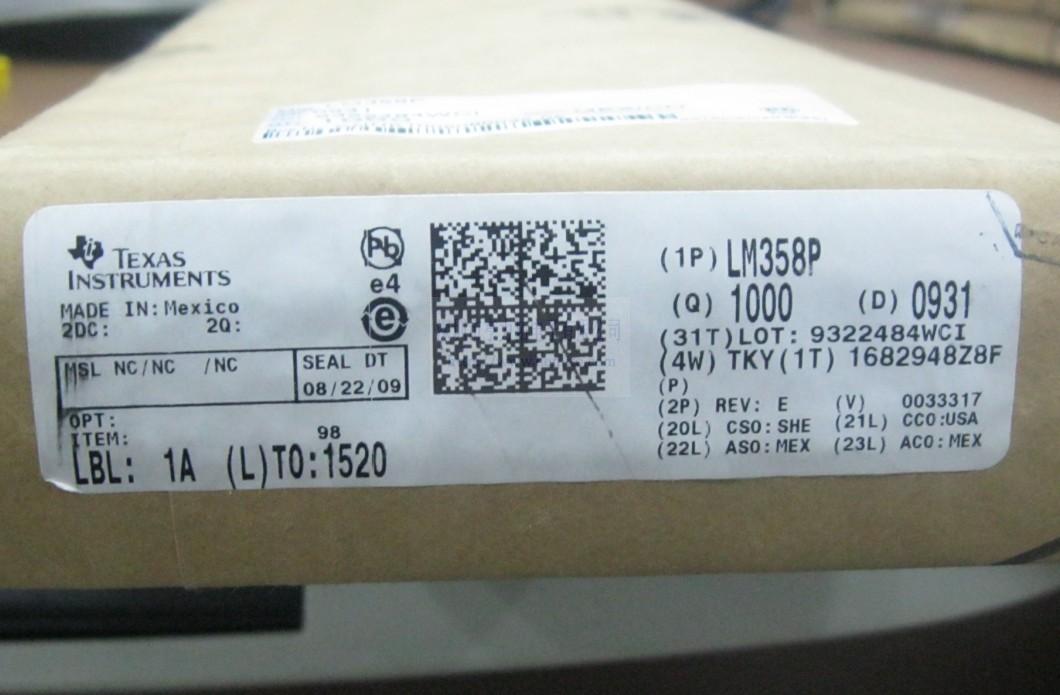 TEXAS
INSTRUMENTS
MADE IN: Mexico
2DC: 2Q:
MSL NC/NC /NC
SEAL DT
08/22/09
OPT:
ITEM:
98
LBL: 1A (L)TO:1520
Pb
e4
e
(1P) LM358P
(Q) 1000 (D) 0931
(31T)LOT: 9322484WCI
(4W) TKY(1T) 1682948Z8F
(P)
(2P) REV: E (V) 0033317
(20L) CSO:SHE (21L) CCO:USA
(22L) ASO:MEX (23L) ACO:MEX